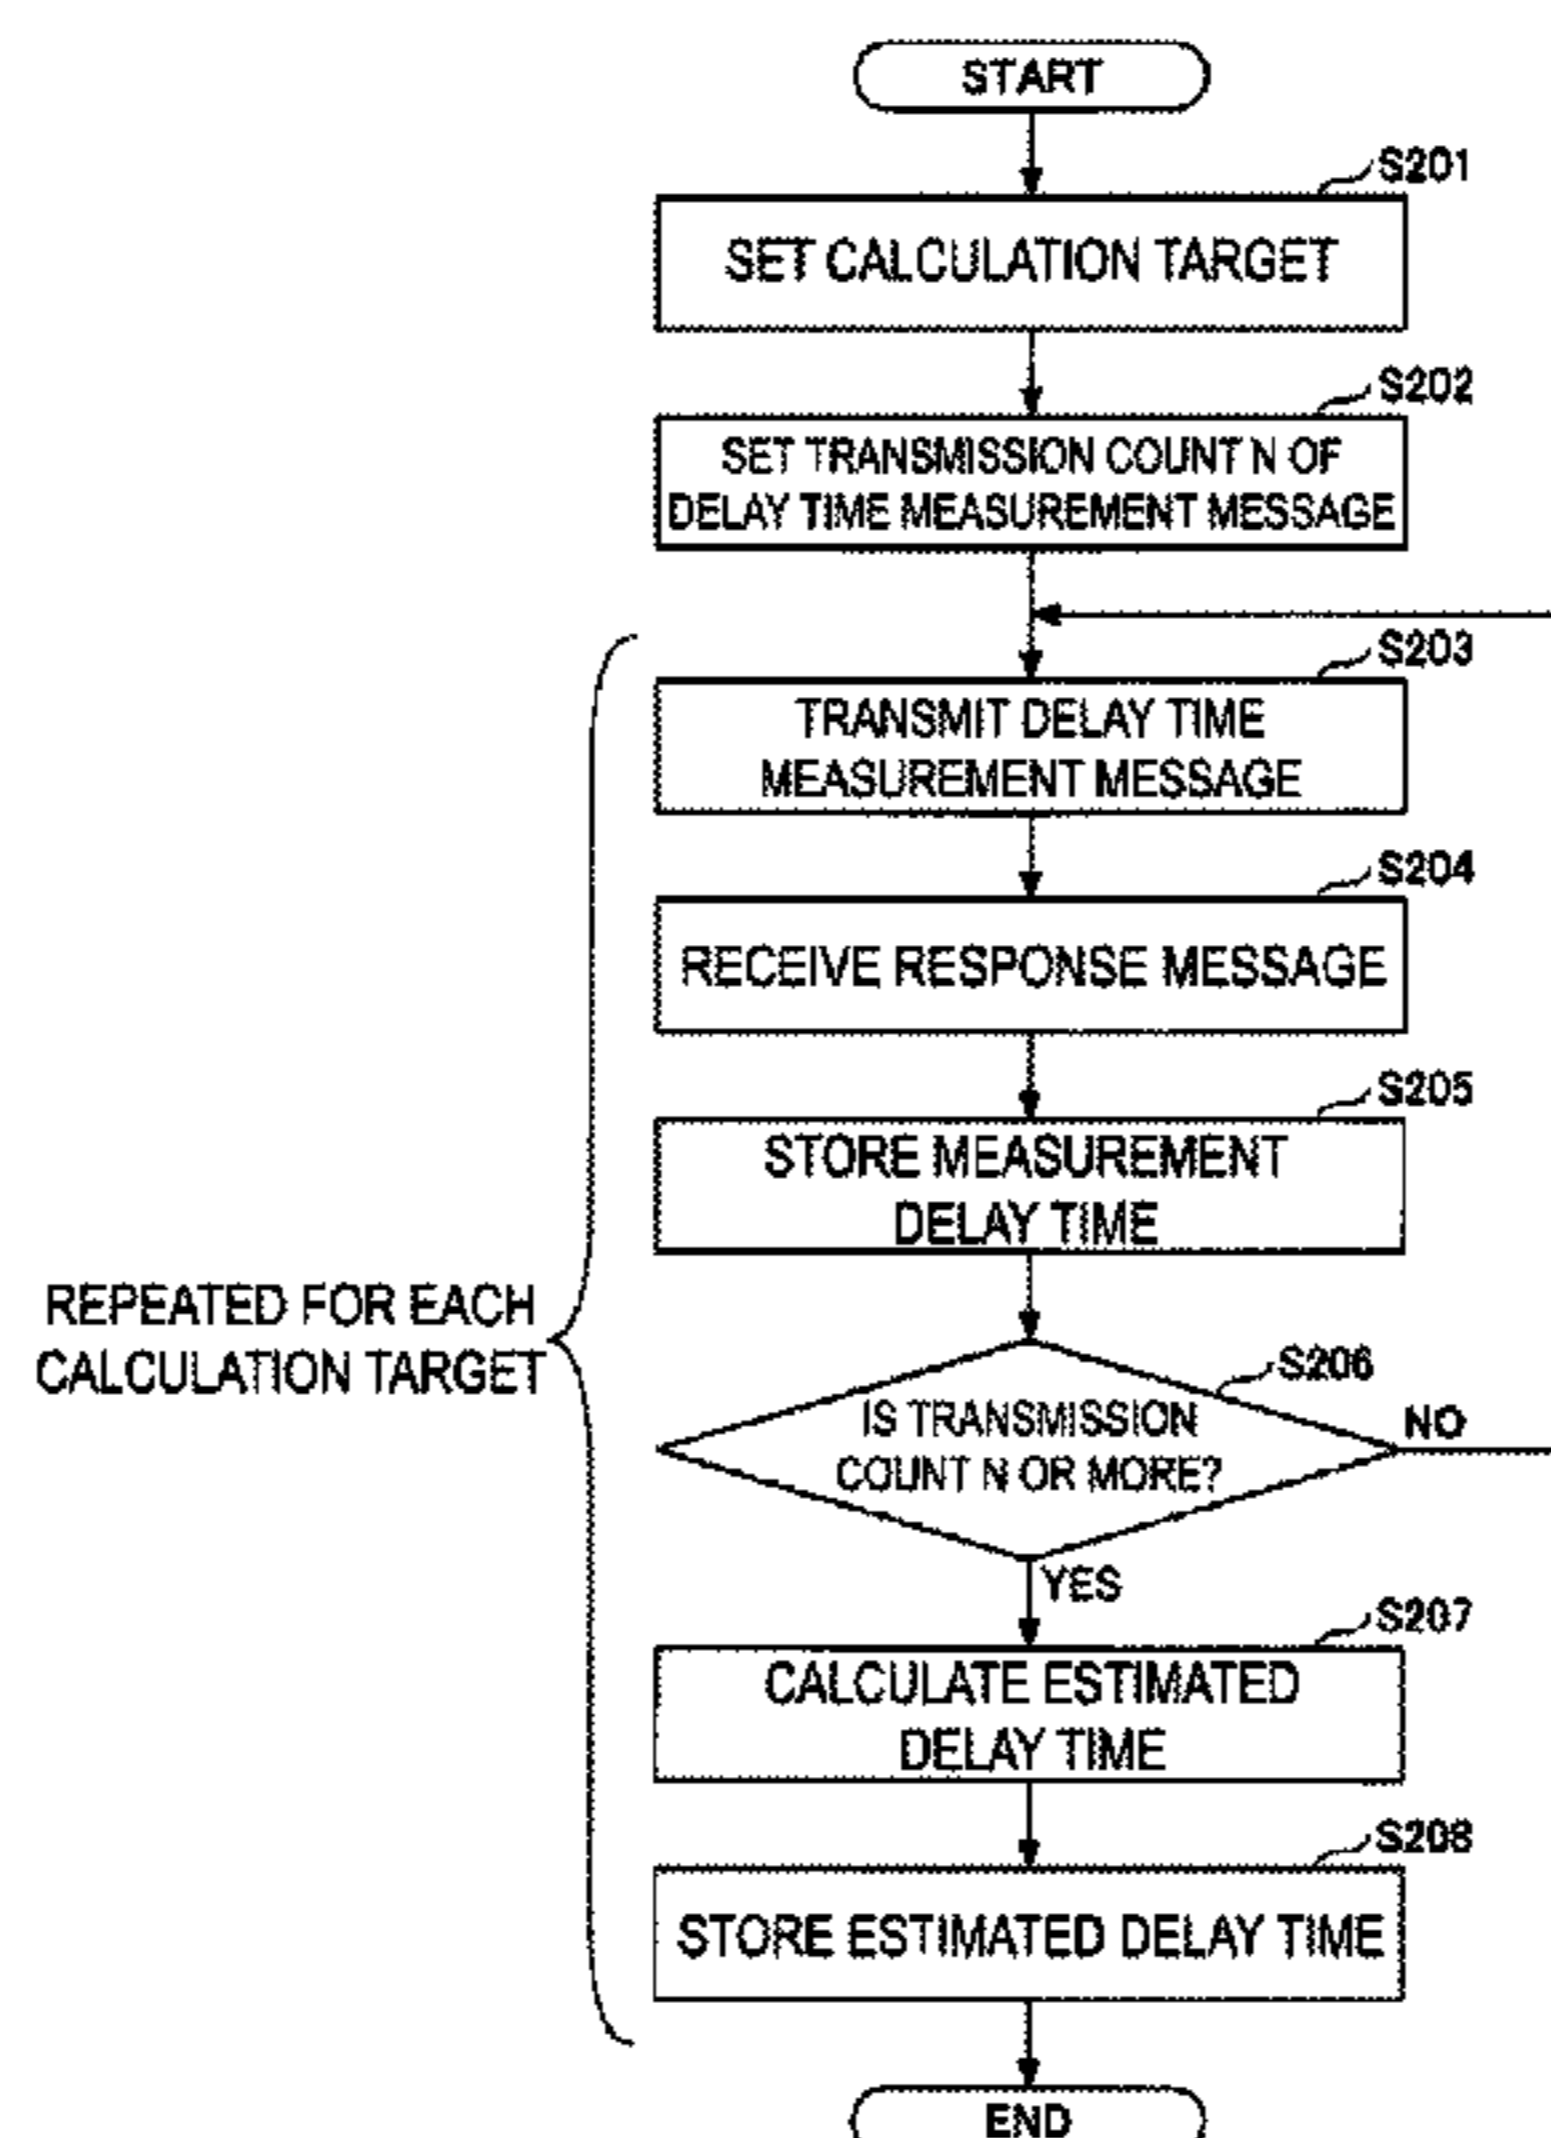 START
S201
SET CALCULATION TARGET
S202
SET TRANSMISSION COUNT N OF
DELAY TIME MEASUREMENT MESSAGE
S203
TRANSMIT DELAY TIME
MEASUREMENT MESSAGE
S204
RECEIVE RESPONSE MESSAGE
S205
STORE MEASUREMENT
DELAY TIME
REPEATED FOR EACH
CALCULATION TARGET
S206
IS TRANSMISSION
COUNT N OR MORE?
NO
YES
S207
CALCULATE ESTIMATED
DELAY TIME
S208
STORE ESTIMATED DELAY TIME
END